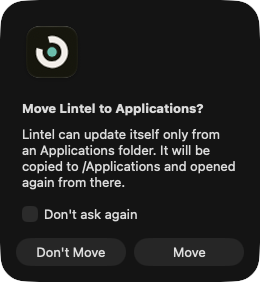 Move Lintel to Applications?
Lintel can update itself only from
an Applications folder. It will be
copied to /Applications and opened
again from there.
Don't ask again
Don't Move
Move